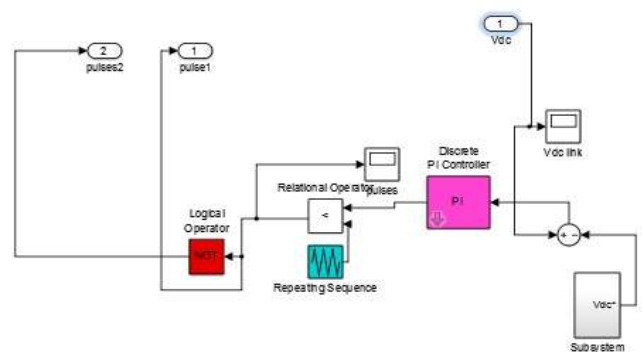 1
Vdc
2
pulses2
1
pulse1
Vdc link
Discrete
PI Controller
PI
pulses
Relational Operator
<
Logical
Operator
NOT
Repeating Sequence
+ -
Vdc*
Subsystem